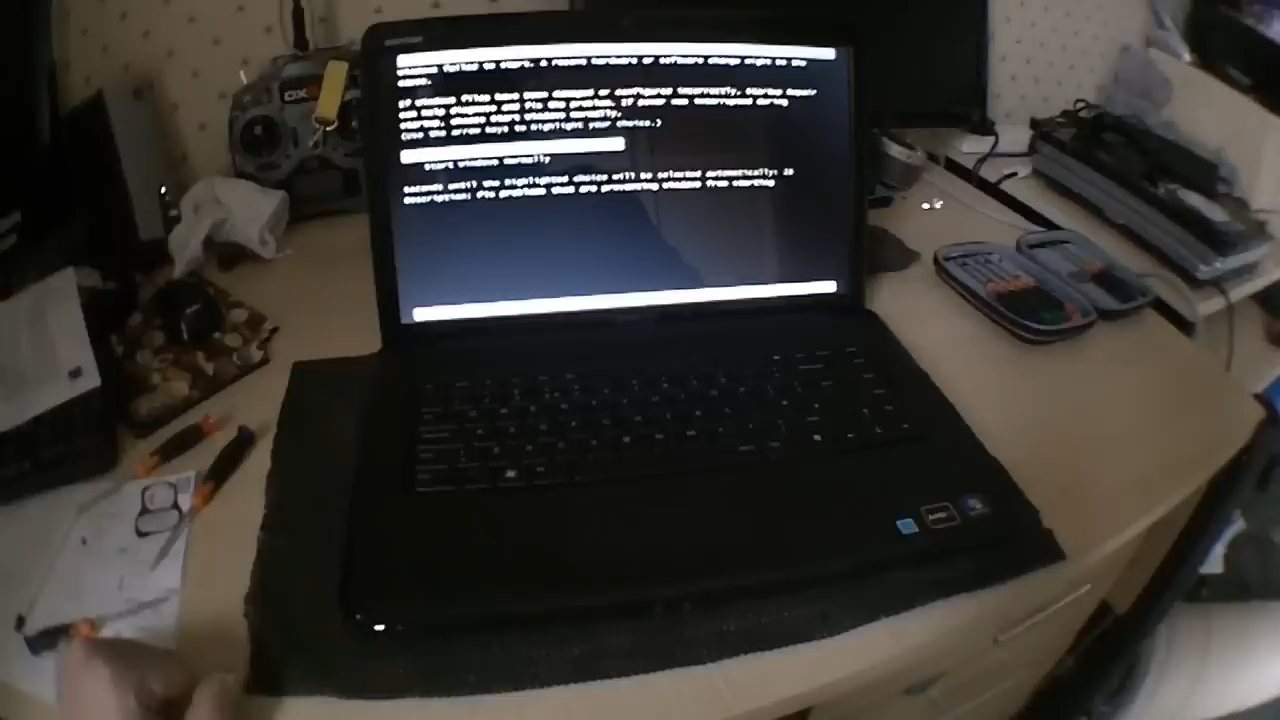 Windows failed to start. A recent hardware or software change might be the
cause.
If Windows files have been damaged or configured incorrectly, Startup Repair
can help diagnose and fix the problem. If power was interrupted during
startup, choose Start Windows Normally.
(Use the arrow keys to highlight your choice.)
Start Windows Normally
Seconds until the highlighted choice will be selected automatically:
Description: Fix problems that are preventing Windows from starting
AMD